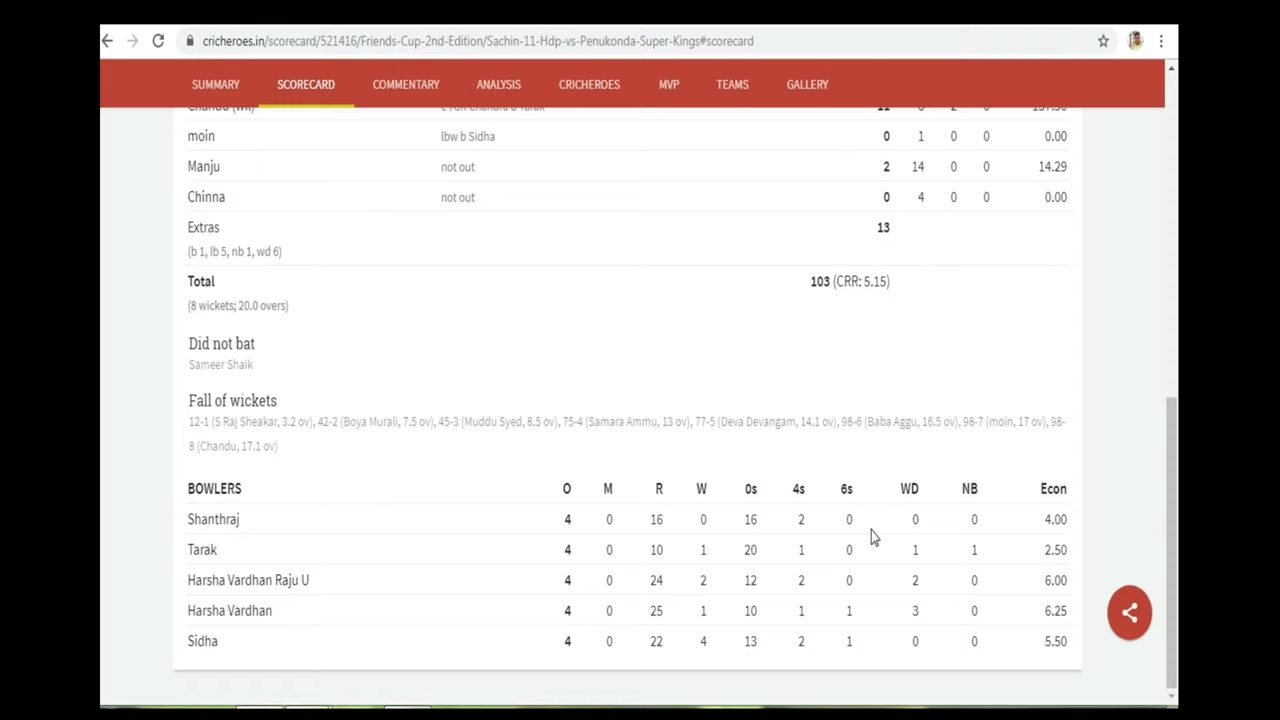 cricheroes.in/scorecard/521416/Friends-Cup-2nd-Edition/Sachin-11-Hdp-vs-Penukonda-Super-Kings#scorecard
SUMMARY SCORECARD COMMENTARY ANALYSIS CRICHEROES MVP TEAMS GALLERY
Chandu (wk) 11 2 0
moin lbw b Sidha 0 1 0 0 0.00
Manju not out 2 14 0 0 14.29
Chinna not out 0 4 0 0 0.00
Extras 13
(b 1, lb 5, nb 1, wd 6)
Total 103 (CRR: 5.15)
(8 wickets; 20.0 overs)
Did not bat
Sameer Shaik
Fall of wickets
12-1 (S Raj Sheakar, 3.2 ov), 42-2 (Boya Murali, 7.5 ov), 45-3 (Muddu Syed, 8.5 ov), 75-4 (Samara Ammu, 13 ov), 77-5 (Deva Devangam, 14.1 ov), 98-6 (Baba Aggu, 16.5 ov), 98-7 (moin, 17 ov), 98-
8 (Chandu, 17.1 ov)
BOWLERS O M R W 0s 4s 6s WD NB Econ
Shanthraj 4 0 16 0 16 2 0 0 0 4.00
Tarak 4 0 10 1 20 1 0 1 1 2.50
Harsha Vardhan Raju U 4 0 24 2 12 2 0 2 0 6.00
Harsha Vardhan 4 0 25 1 10 1 1 3 0 6.25
Sidha 4 0 22 4 13 2 1 0 0 5.50